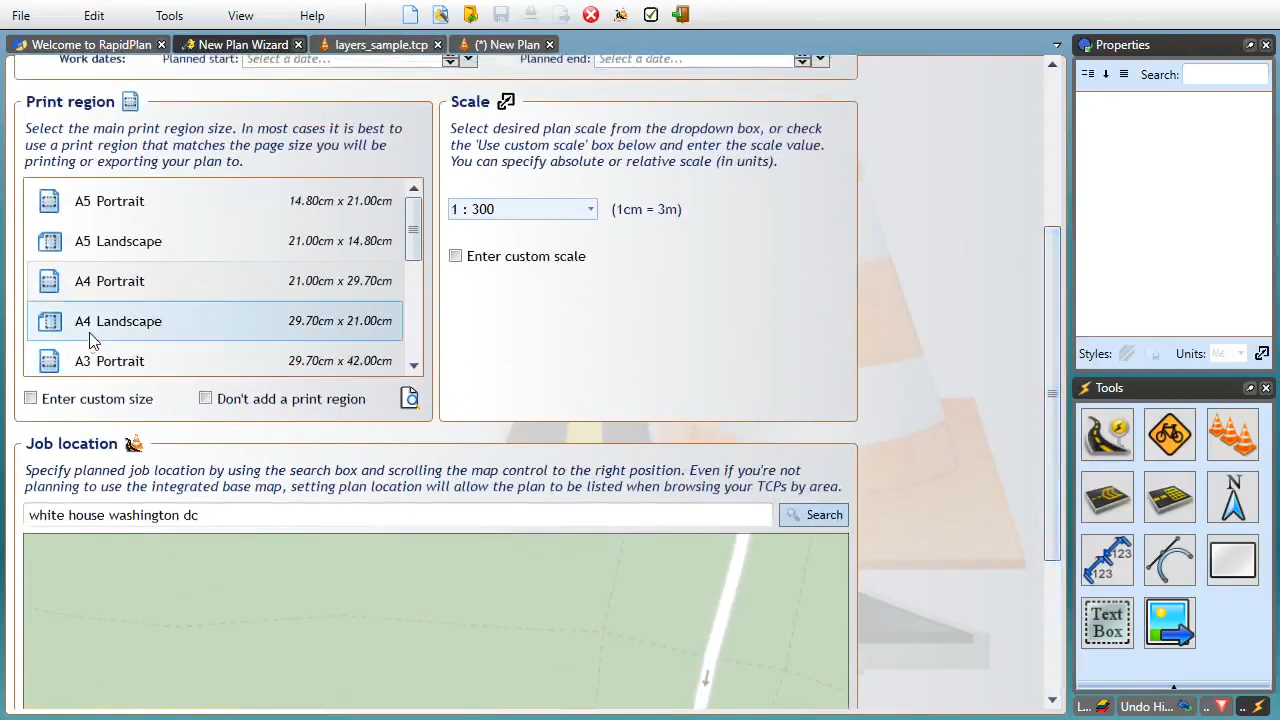 File Edit Tools View Help
Welcome to RapidPlan New Plan Wizard layers_sample.tcp (*) New Plan
Work dates: Planned start: Select a date... Planned end: Select a date...
Print region
Select the main print region size. In most cases it is best to
use a print region that matches the page size you will be
printing or exporting your plan to.
A5 Portrait 14.80cm x 21.00cm
A5 Landscape 21.00cm x 14.80cm
A4 Portrait 21.00cm x 29.70cm
A4 Landscape 29.70cm x 21.00cm
A3 Portrait 29.70cm x 42.00cm
Enter custom size Don't add a print region
Scale
Select desired plan scale from the dropdown box, or check
the 'Use custom scale' box below and enter the scale value.
You can specify absolute or relative scale (in units).
1 : 300 (1cm = 3m)
Enter custom scale
Job location
Specify planned job location by using the search box and scrolling the map control to the right position. Even if you're not
planning to use the integrated base map, setting plan location will allow the plan to be listed when browsing your TCPs by area.
white house washington dc Search
Properties
Search:
Styles: Units: Me
Tools
N
123
123
Text
Box
L... Undo Hi... .. ..